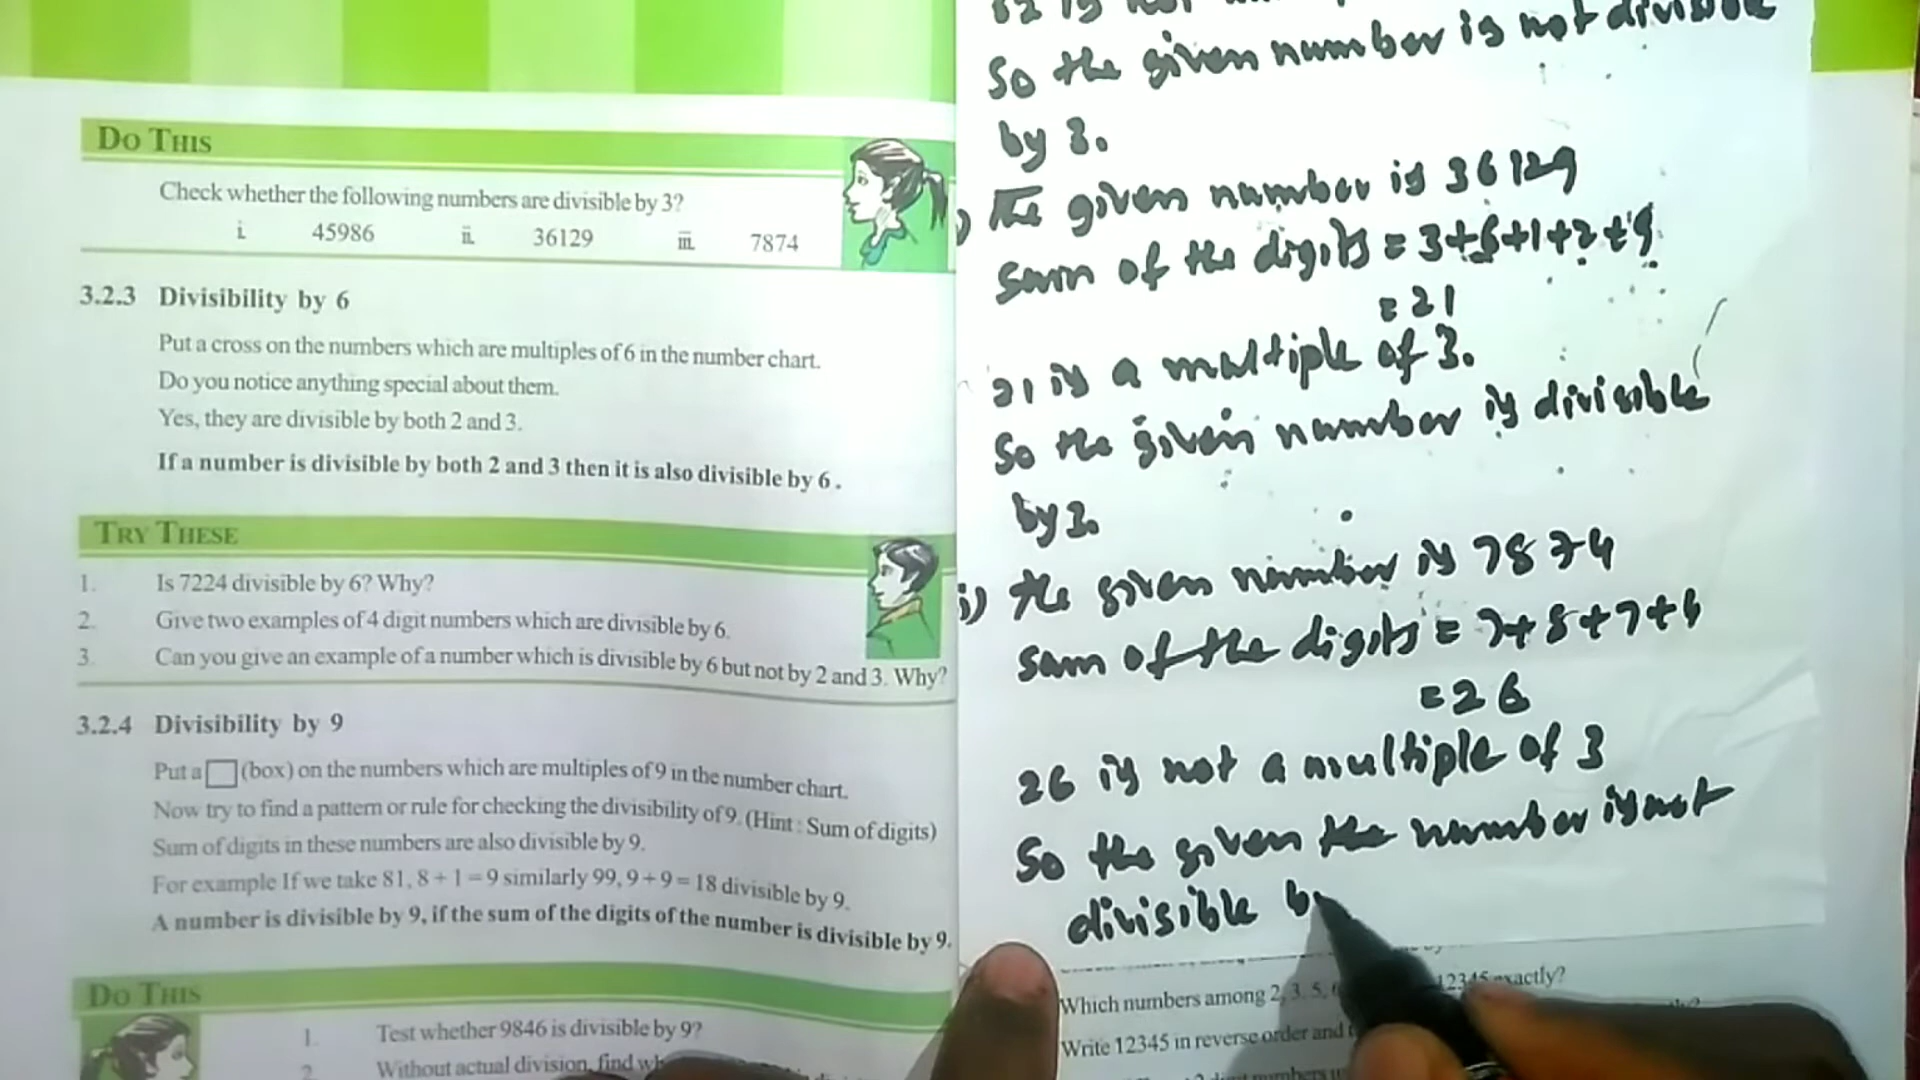 DO THIS
Check whether the following numbers are divisible by 3?
i. 45986 ii. 36129 iii. 7874
3.2.3 Divisibility by 6
Put a cross on the numbers which are multiples of 6 in the number chart.
Do you notice anything special about them.
Yes, they are divisible by both 2 and 3.
If a number is divisible by both 2 and 3 then it is also divisible by 6 .
TRY THESE
1. Is 7224 divisible by 6? Why?
2. Give two examples of 4 digit numbers which are divisible by 6.
3. Can you give an example of a number which is divisible by 6 but not by 2 and 3. Why?
3.2.4 Divisibility by 9
Put a (box) on the numbers which are multiples of 9 in the number chart.
Now try to find a pattern or rule for checking the divisibility of 9. (Hint : Sum of digits)
Sum of digits in these numbers are also divisible by 9.
For example If we take 81, 8 + 1 = 9 similarly 99, 9 + 9 = 18 divisible by 9.
A number is divisible by 9, if the sum of the digits of the number is divisible by 9.
DO THIS
1. Test whether 9846 is divisible by 9?
2. Without actual division, find
So the given number is not divisible
by 3.
) The given number is 36129
sum of the digits = 3+6+1+2+9
= 21
21 is a multiple of 3.
So the given number is divisible
by 3.
i) the given number is 7874
sum of the digits = 7+8+7+4
= 26
26 is not a multiple of 3
So the given the number is not
divisible by
Which numbers among 2, 3, 5, 12345 exactly?
Write 12345 in reverse order and